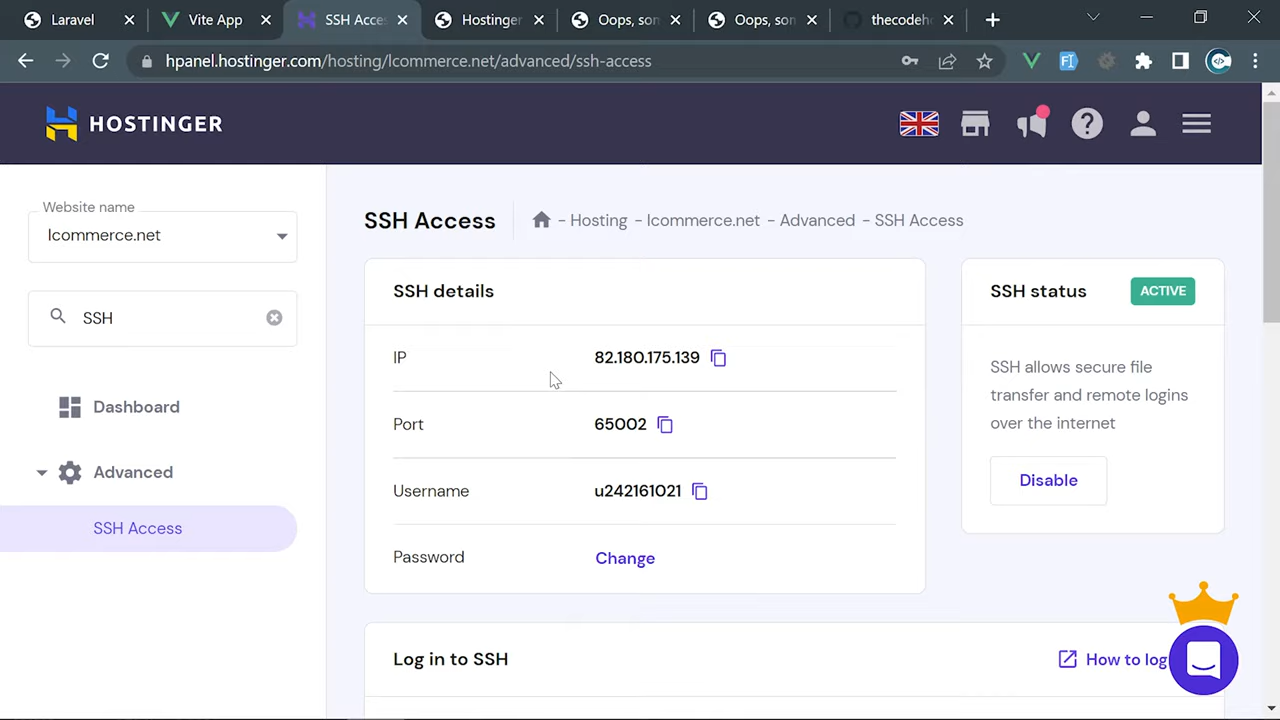 Laravel
Vite App
SSH Acce
Hostinger
Oops, son
Oops, son
thecodeho
hpanel.hostinger.com/hosting/lcommerce.net/advanced/ssh-access
HOSTINGER
Website name
lcommerce.net
SSH
Dashboard
Advanced
SSH Access
SSH Access
- Hosting - lcommerce.net - Advanced - SSH Access
SSH details
IP 82.180.175.139
Port 65002
Username u242161021
Password Change
SSH status ACTIVE
SSH allows secure file
transfer and remote logins
over the internet
Disable
Log in to SSH
How to log